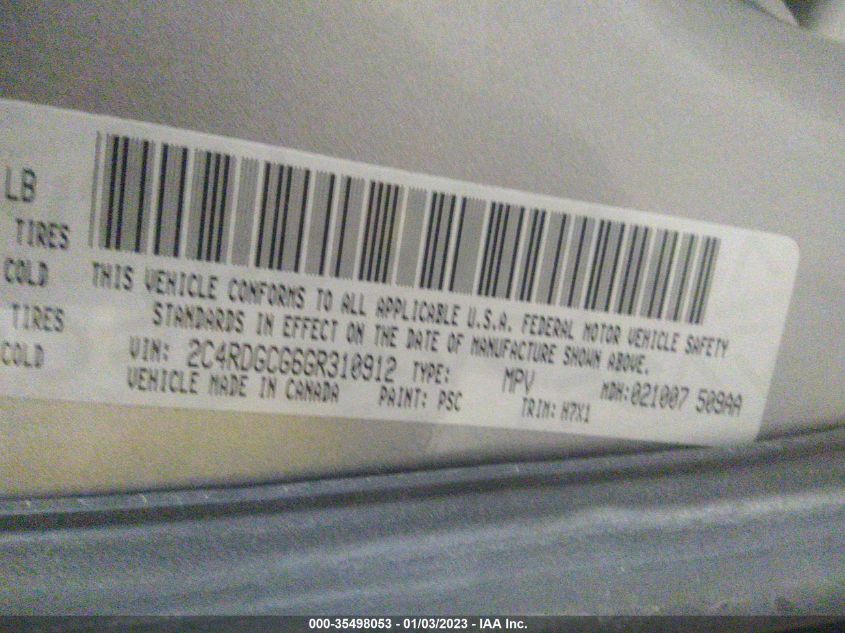 LB
TIRES
COLD
TIRES
COLD
THIS VEHICLE CONFORMS TO ALL APPLICABLE U.S.A. FEDERAL MOTOR VEHICLE SAFETY
STANDARDS IN EFFECT ON THE DATE OF MANUFACTURE SHOWN ABOVE.
VIN: 2C4RDGCG6GR310912 TYPE: MPV MDH:021007 509AA
VEHICLE MADE IN CANADA PAINT: PSC TRIM: H7X1
000-35498053 - 01/03/2023 - IAA Inc.